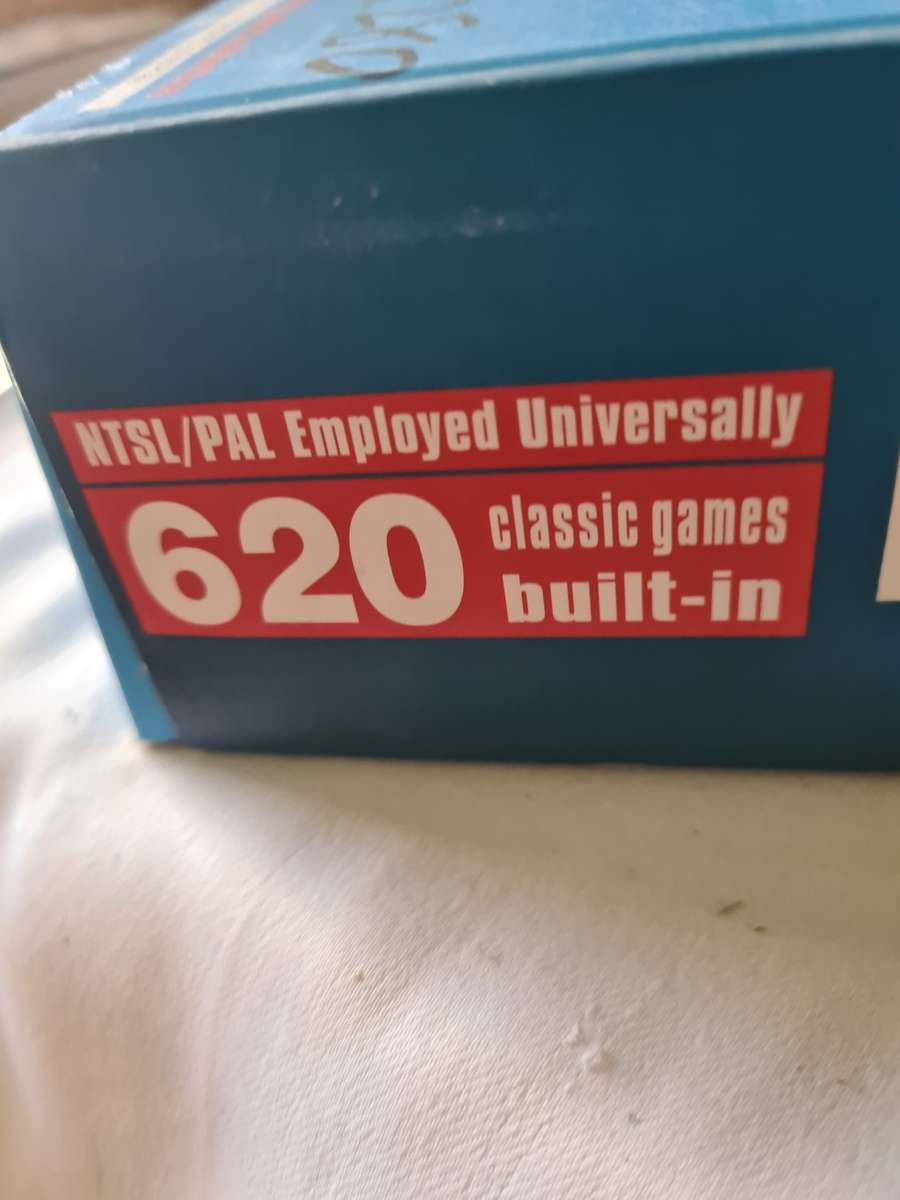 NTSL/PAL Employed Universally
620 classic games
built-in